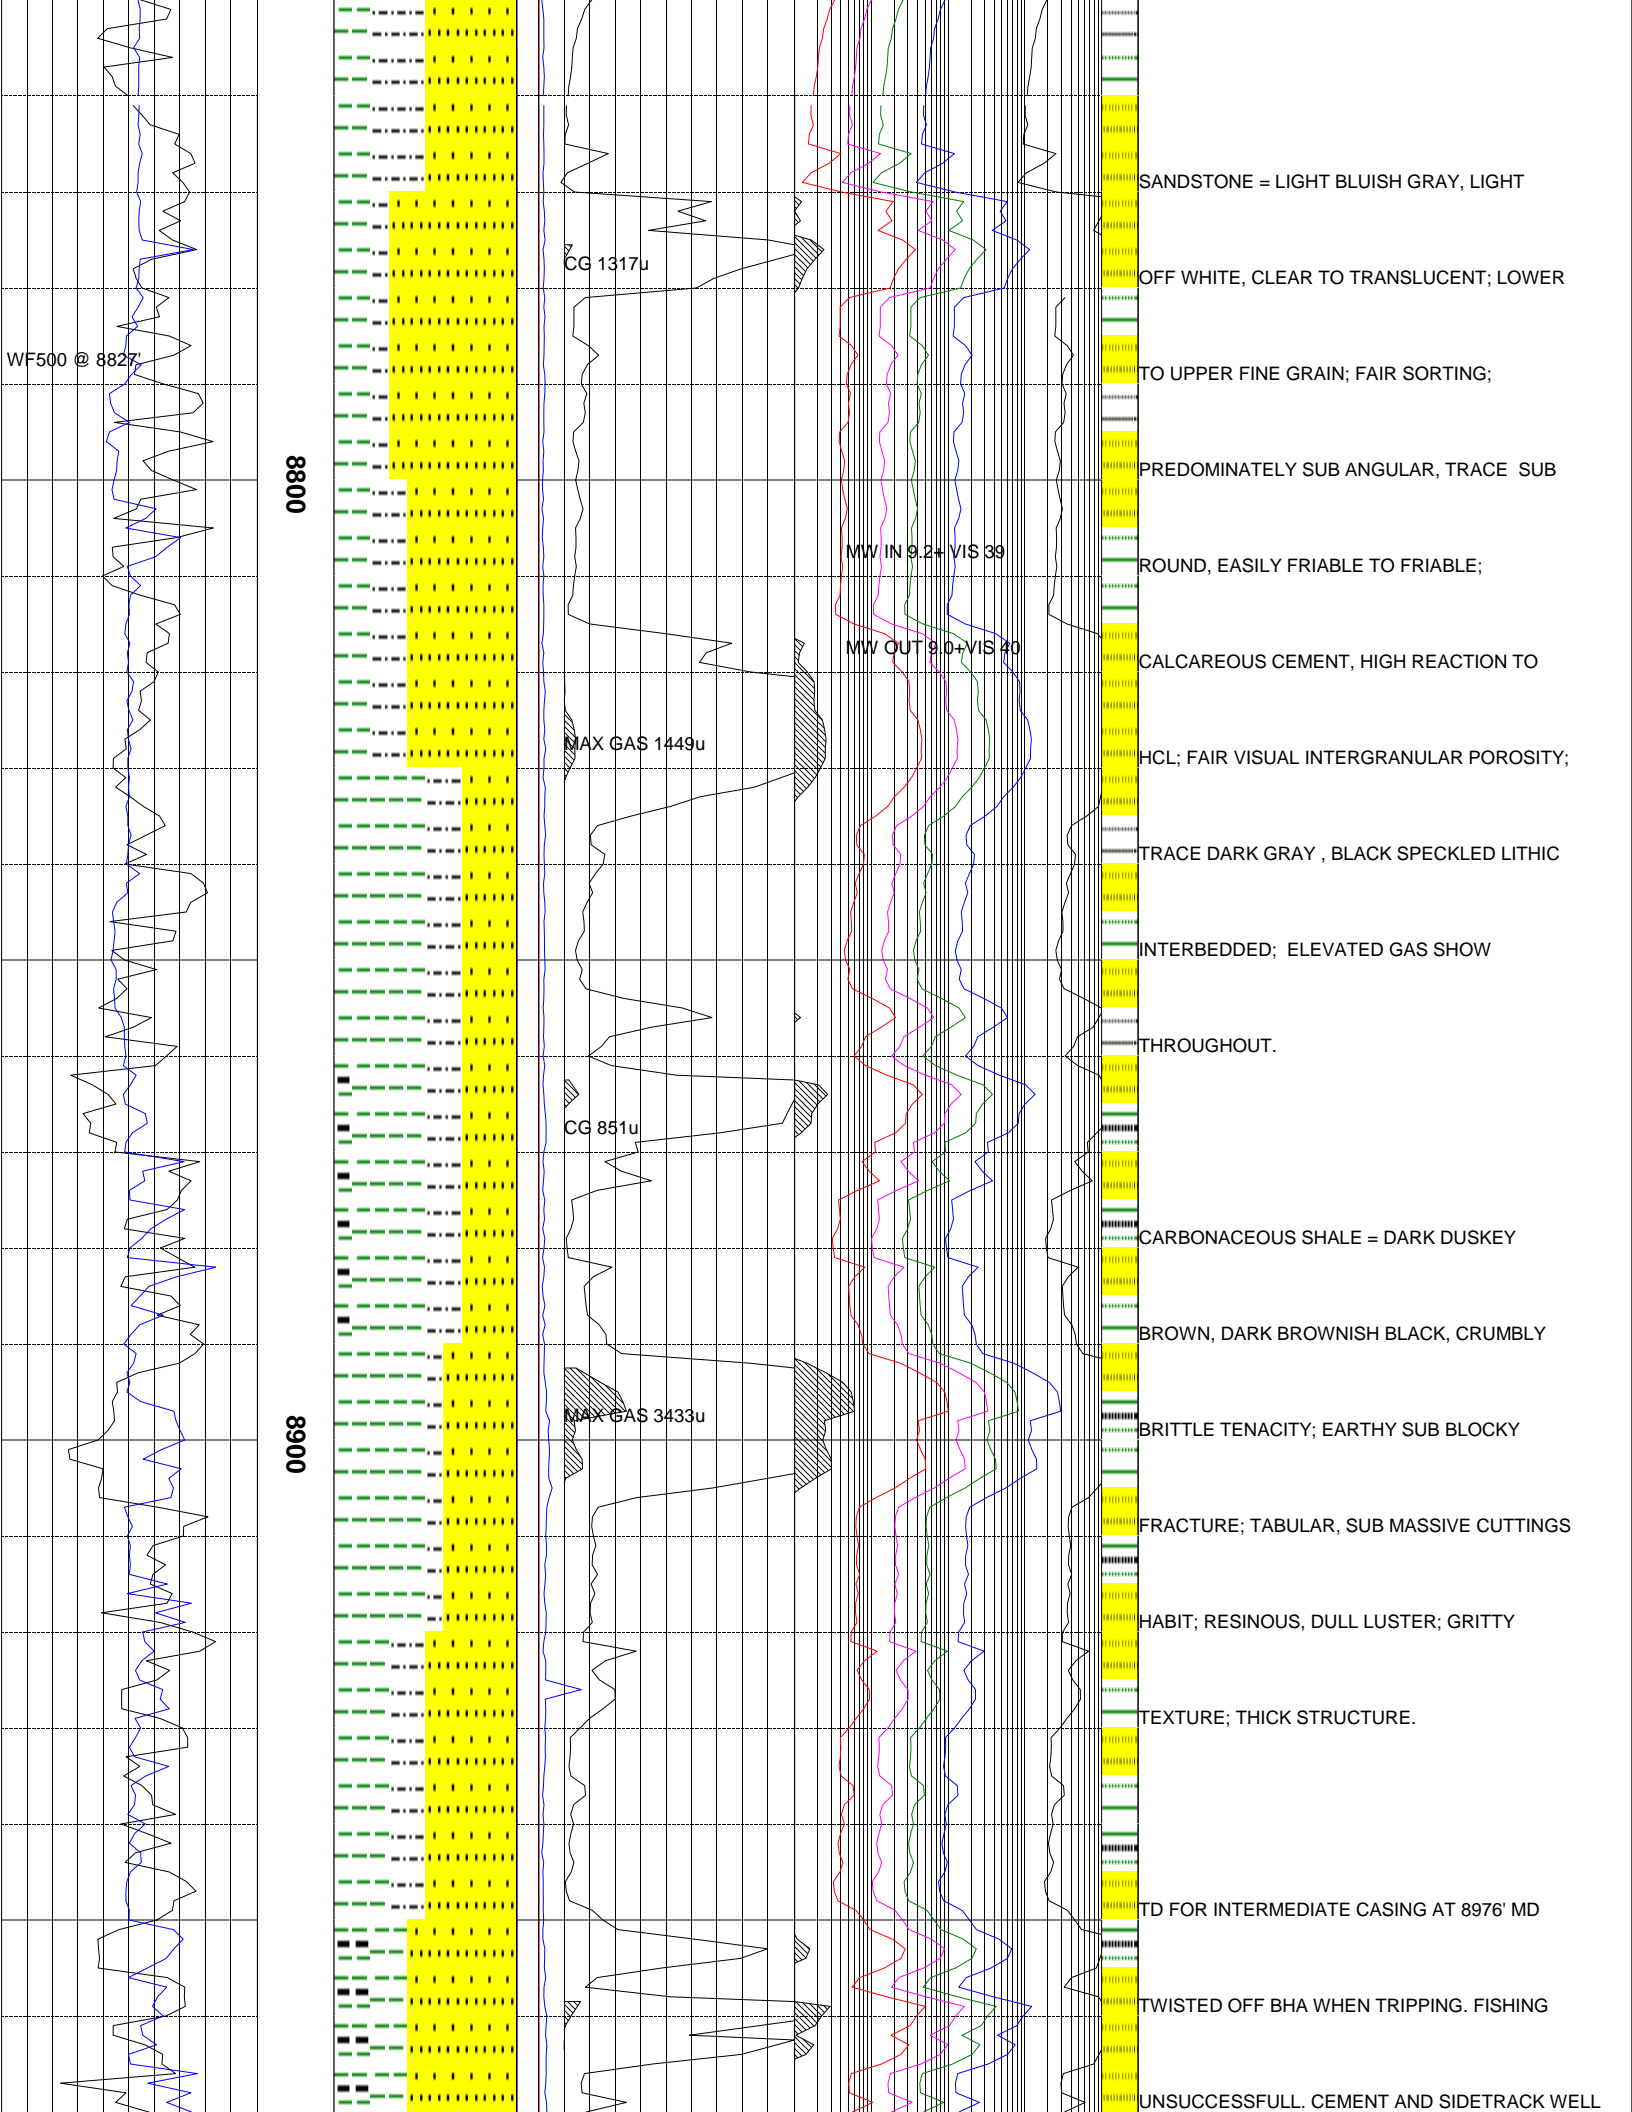 SANDSTONE = LIGHT BLUISH GRAY, LIGHT
CG 1317u
OFF WHITE, CLEAR TO TRANSLUCENT; LOWER
WF500 @ 8827'
TO UPPER FINE GRAIN; FAIR SORTING;
8800
PREDOMINATELY SUB ANGULAR, TRACE  SUB
MW IN 9.2+ VIS 39
ROUND, EASILY FRIABLE TO FRIABLE;
MW OUT 9.0+VIS 40
CALCAREOUS CEMENT, HIGH REACTION TO
MAX GAS 1449u
HCL; FAIR VISUAL INTERGRANULAR POROSITY;
TRACE DARK GRAY , BLACK SPECKLED LITHIC
INTERBEDDED;  ELEVATED GAS SHOW
THROUGHOUT.
CG 851u
CARBONACEOUS SHALE = DARK DUSKEY
BROWN, DARK BROWNISH BLACK, CRUMBLY
MAX GAS 3433u
8900
BRITTLE TENACITY; EARTHY SUB BLOCKY
FRACTURE; TABULAR, SUB MASSIVE CUTTINGS
HABIT; RESINOUS, DULL LUSTER; GRITTY
TEXTURE; THICK STRUCTURE.
TD FOR INTERMEDIATE CASING AT 8976' MD
TWISTED OFF BHA WHEN TRIPPING. FISHING
UNSUCCESSFULL. CEMENT AND SIDETRACK WELL